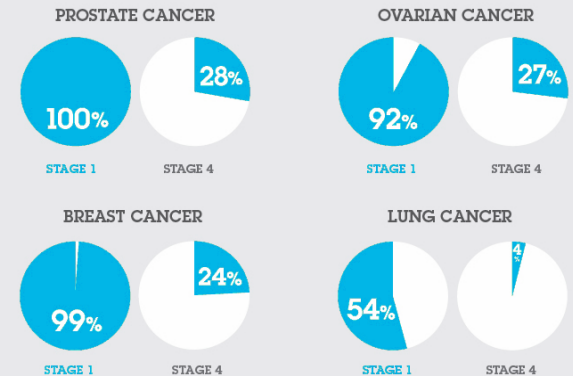 PROSTATE CANCER
100%
28%
STAGE 1
STAGE 4
OVARIAN CANCER
92%
27%
STAGE 1
STAGE 4
BREAST CANCER
99%
24%
STAGE 1
STAGE 4
LUNG CANCER
54%
4
%
STAGE 1
STAGE 4